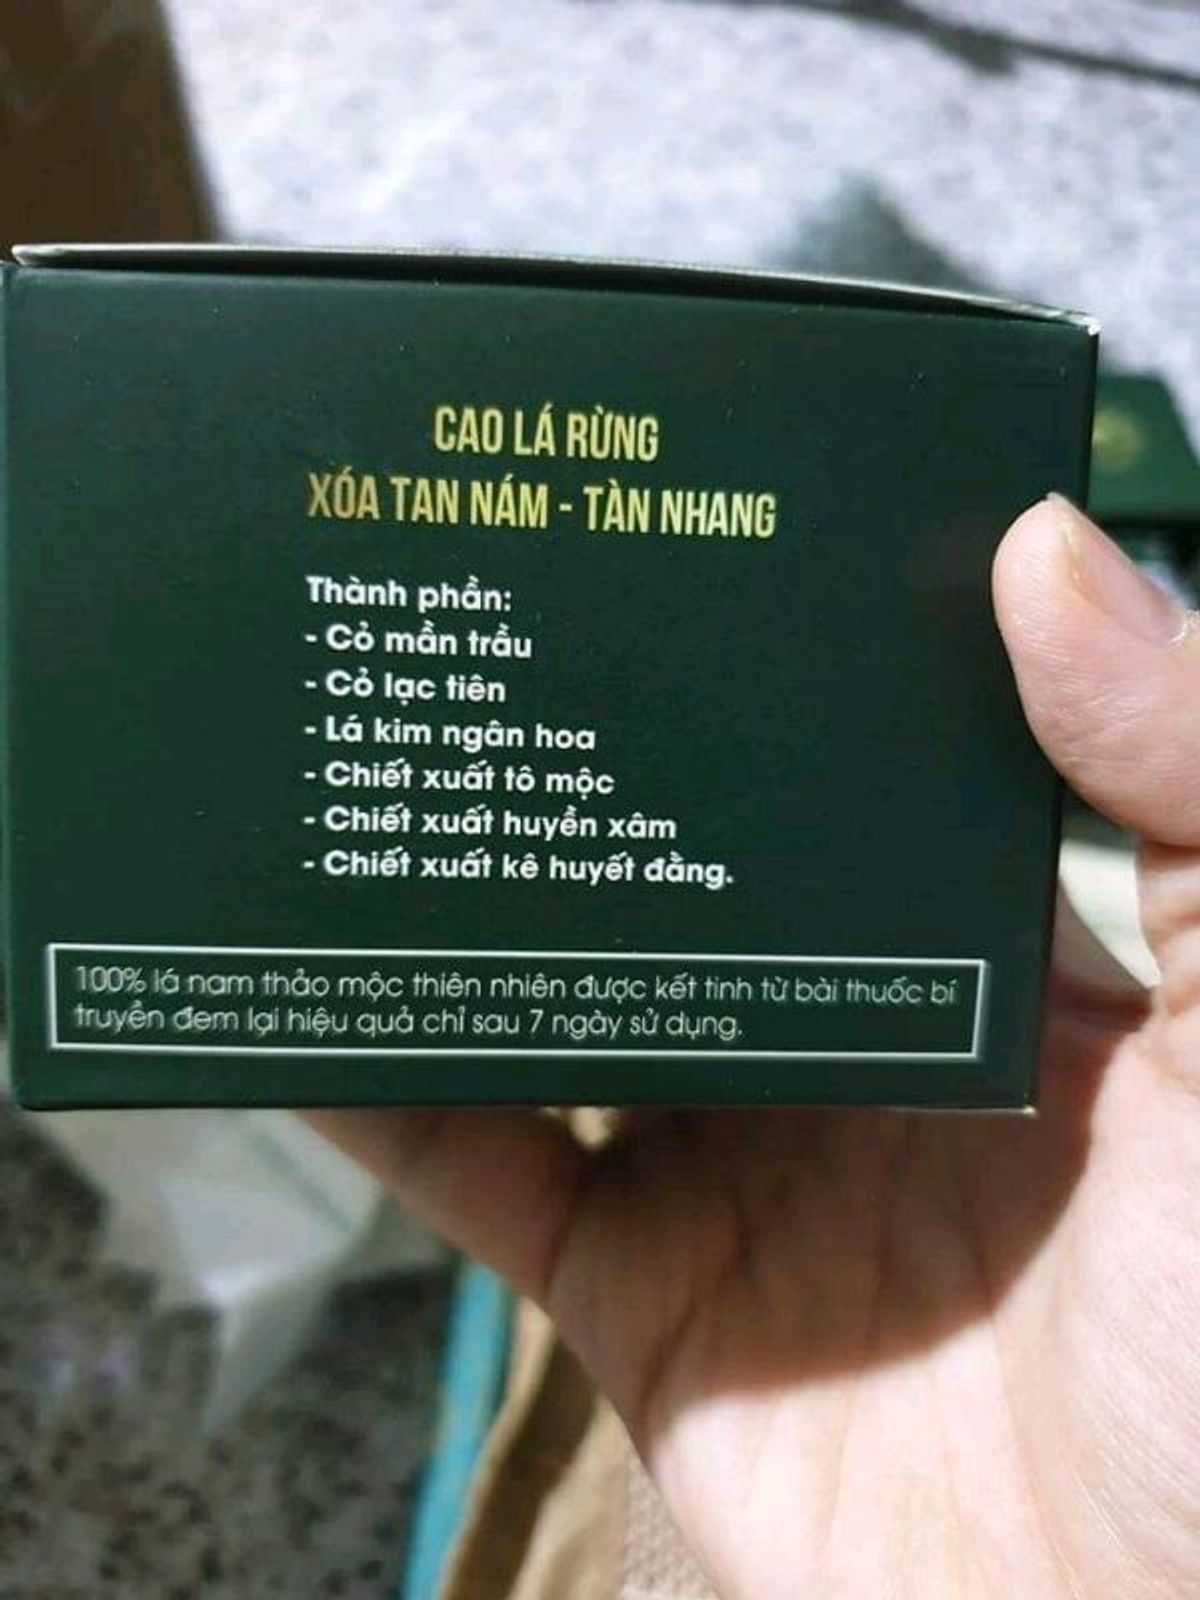 CAO LÁ RỪNG
XÓA TAN NÁM - TÀN NHANG
Thành phần:
- Cỏ mần trầu
- Cỏ lạc tiên
- Lá kim ngân hoa
- Chiết xuất tô mộc
- Chiết xuất huyền xâm
- Chiết xuất kê huyết đằng.
100% lá nam thảo mộc thiên nhiên được kết tinh từ bài thuốc bí
truyền đem lại hiệu quả chỉ sau 7 ngày sử dụng.